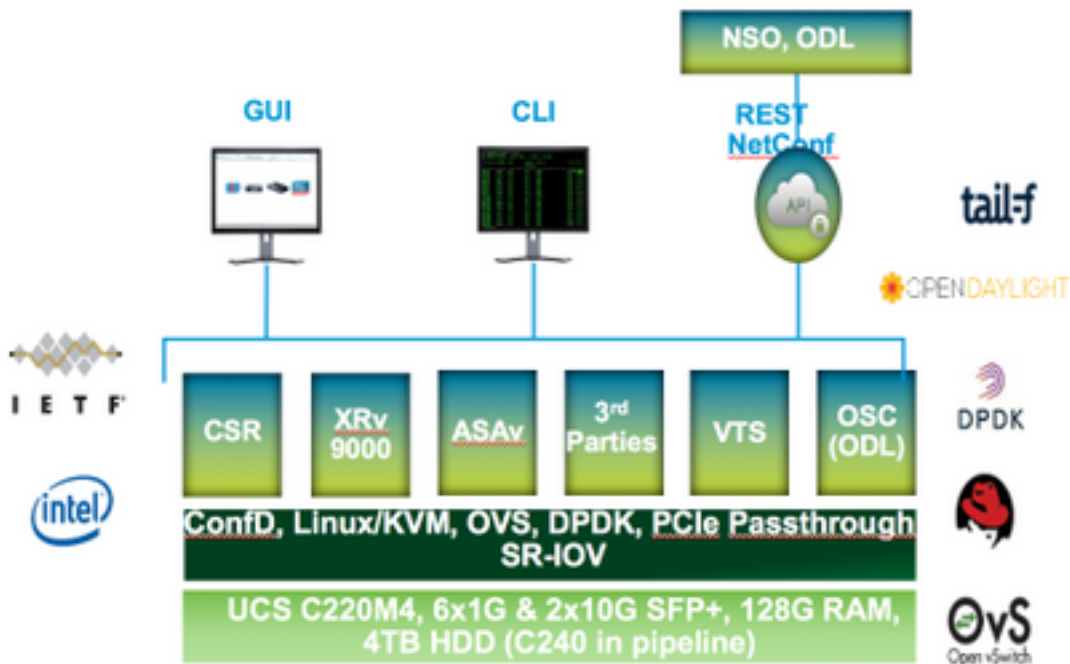 NSO, ODL
GUI
CLI
REST
NetConf
API
tail-f
OPENDAYLIGHT
IETF
CSR
XRv
9000
ASAv
3rd
Parties
VTS
OSC
(ODL)
DPDK
intel
ConfD, Linux/KVM, OVS, DPDK, PCIe Passthrough
SR-IOV
UCS C220M4, 6x1G & 2x10G SFP+, 128G RAM,
4TB HDD (C240 in pipeline)
OvS
Open vSwitch